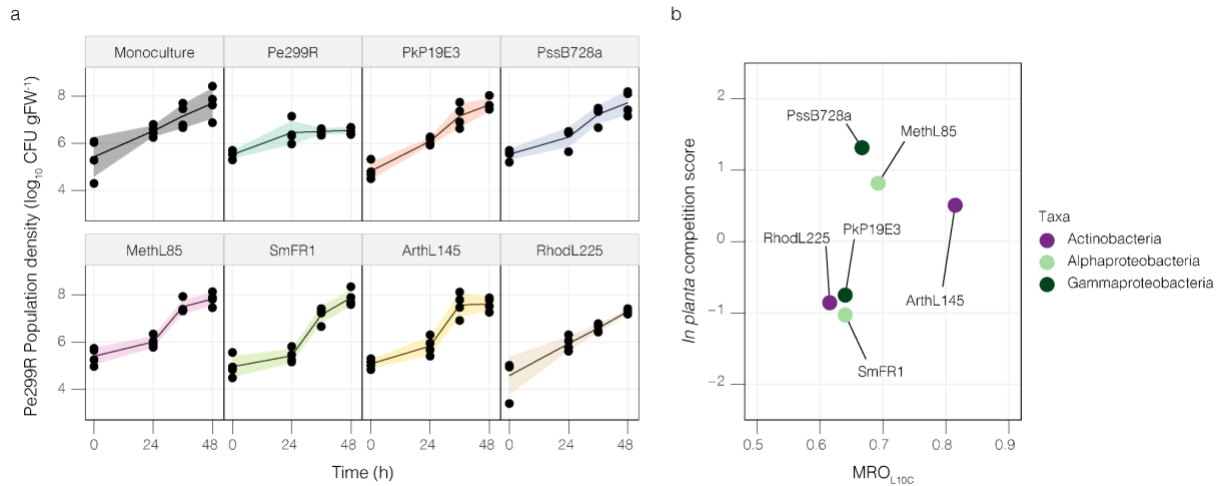 a
Pe299R Population density (log10 CFU gFW-1)
Monoculture Pe299R PkP19E3 PssB728a
8
6
4
MethL85 SmFR1 ArthL145 RhodL225
8
6
4
0 24 48 0 24 48 0 24 48 0 24 48
Time (h)
b
In planta competition score
2
1
0
−1
−2
PssB728a
MethL85
RhodL225
PkP19E3
ArthL145
SmFR1
0.5 0.6 0.7 0.8 0.9
MROL10C
Taxa
Actinobacteria
Alphaproteobacteria
Gammaproteobacteria